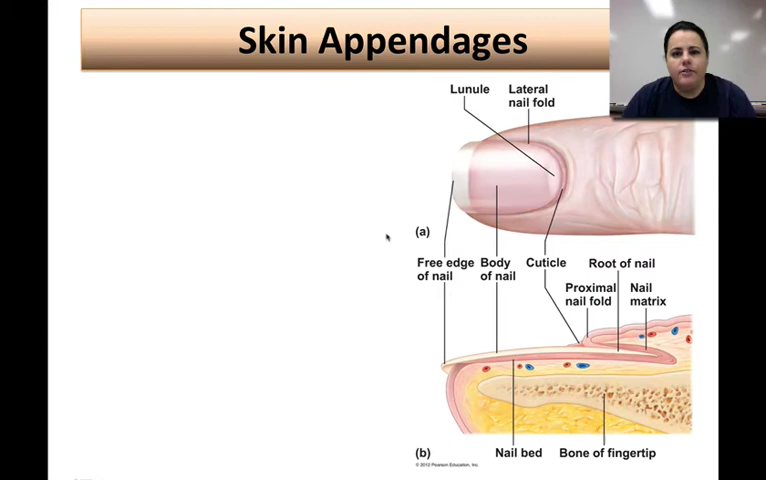 Skin Appendages
Lunule
Lateral
nail fold
(a)
Free edge
of nail
Body
of nail
Cuticle
Root of nail
Proximal
nail fold
Nail
matrix
(b)
Nail bed
Bone of fingertip
© 2012 Pearson Education, Inc